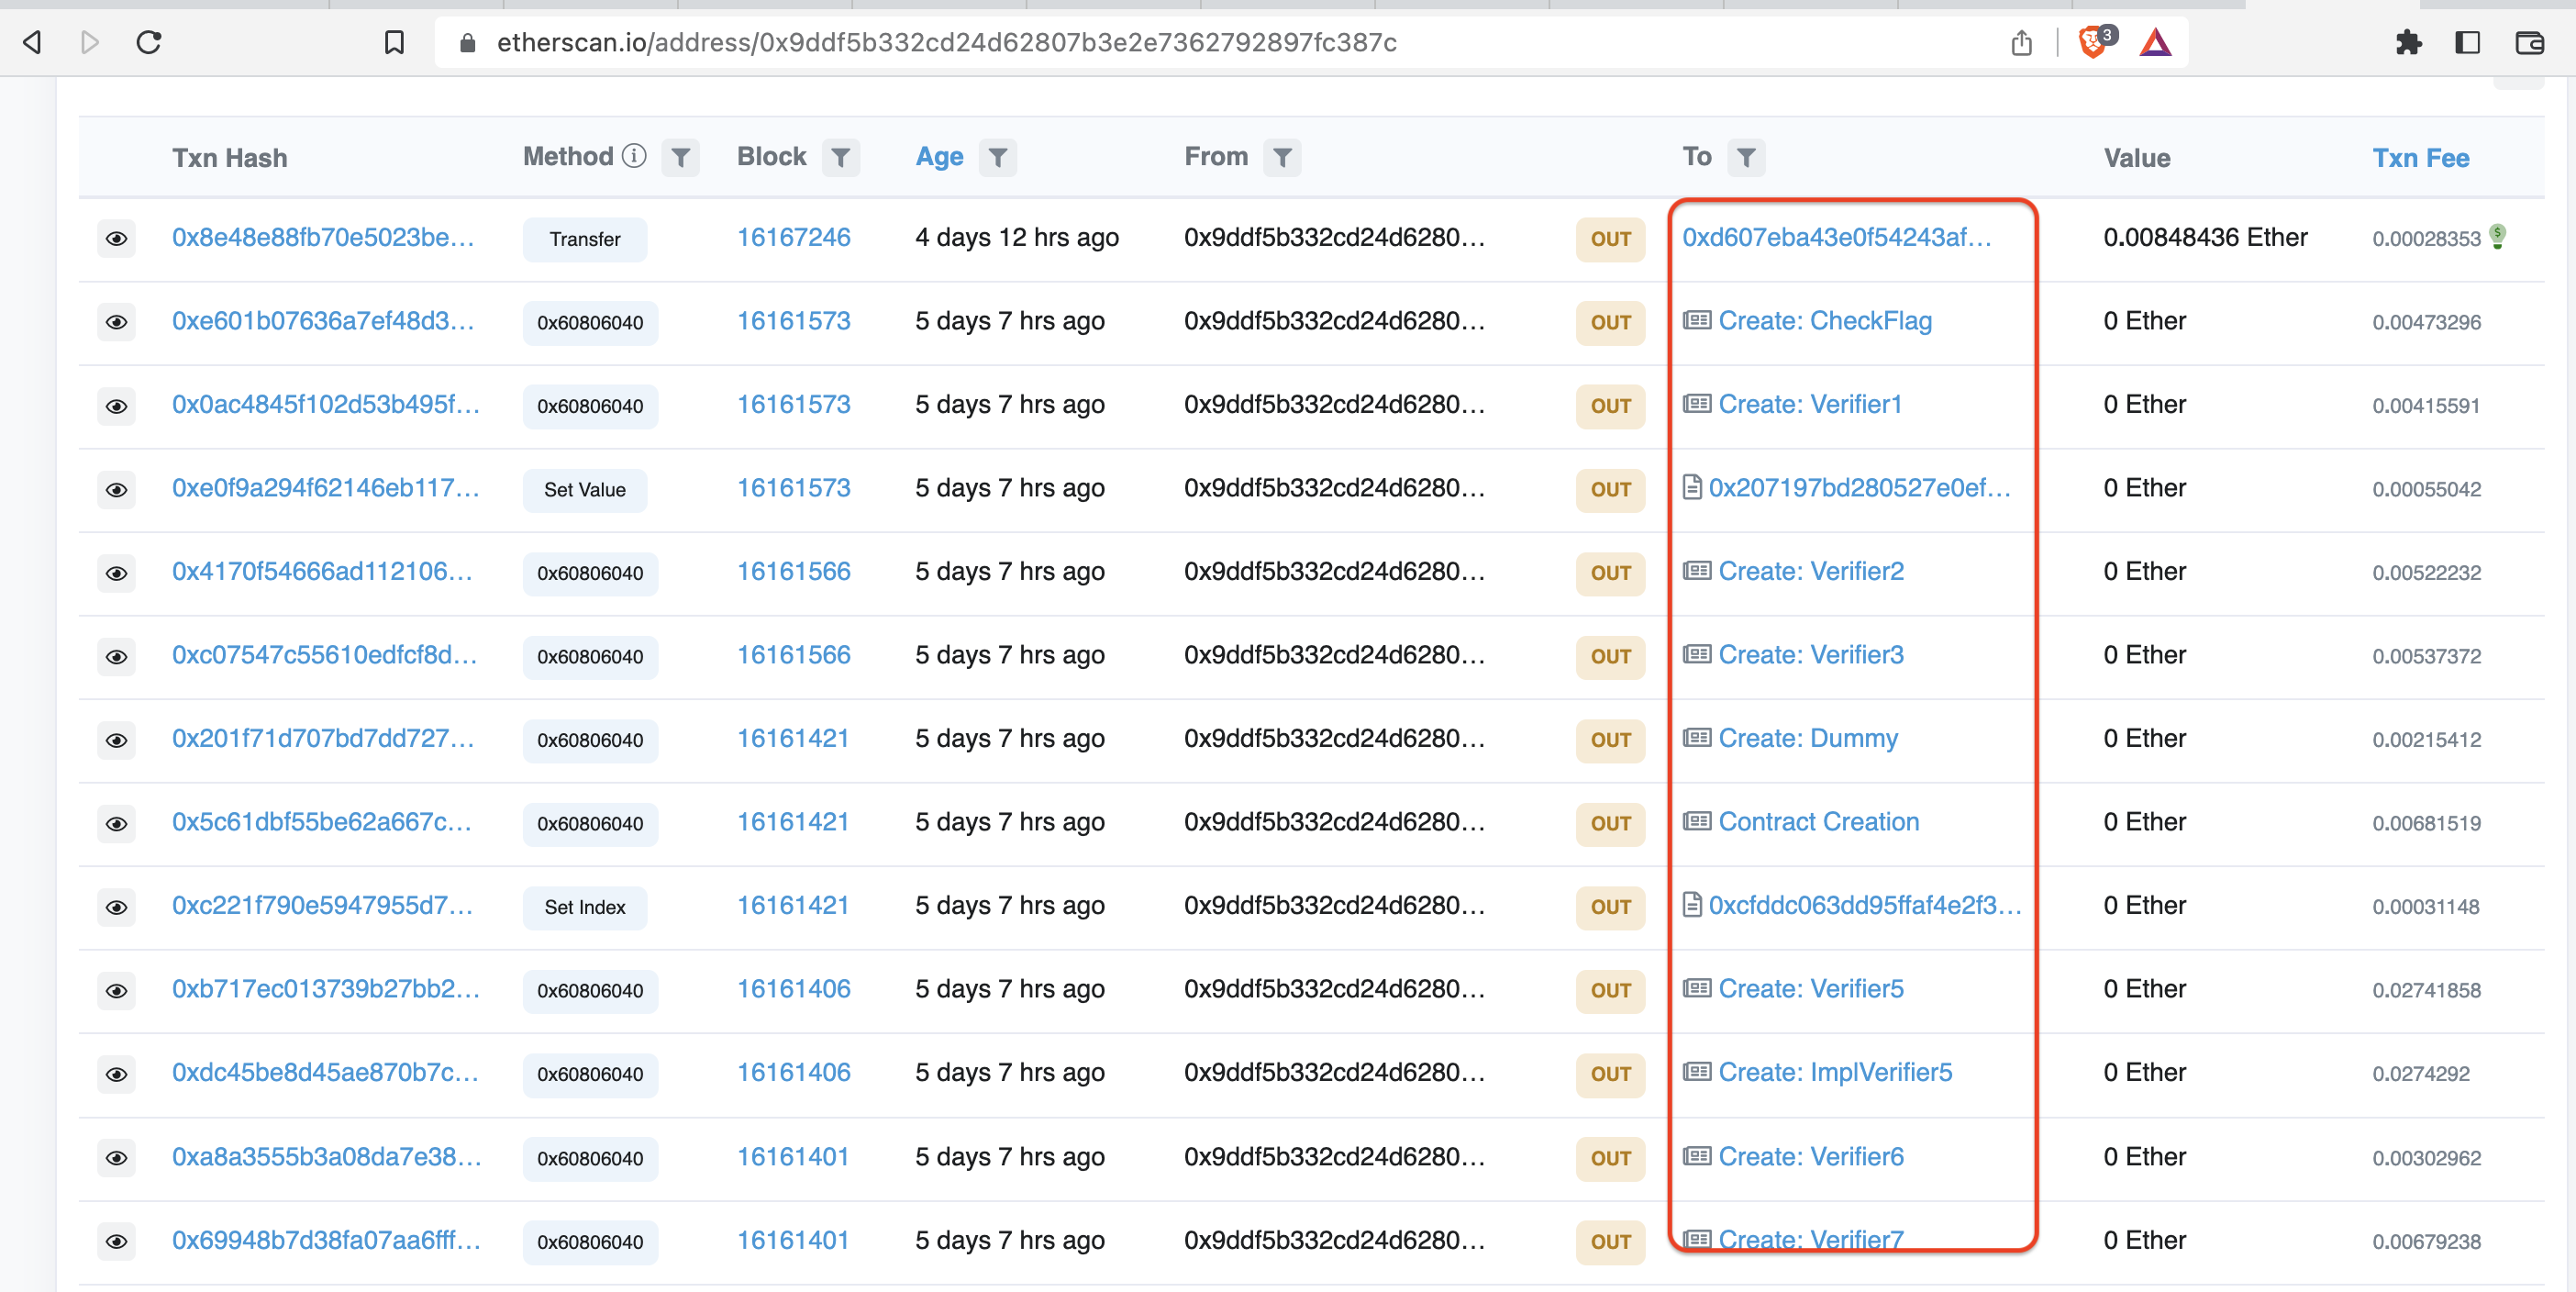 etherscan.io/address/0x9ddf5b332cd24d62807b3e2e7362792897fc387c 3
Txn Hash Method Block Age From To Value Txn Fee
0x8e48e88fb70e5023be... Transfer 16167246 4 days 12 hrs ago 0x9ddf5b332cd24d6280... OUT 0xd607eba43e0f54243af... 0.00848436 Ether 0.00028353
0xe601b07636a7ef48d3... 0x60806040 16161573 5 days 7 hrs ago 0x9ddf5b332cd24d6280... OUT Create: CheckFlag 0 Ether 0.00473296
0x0ac4845f102d53b495f... 0x60806040 16161573 5 days 7 hrs ago 0x9ddf5b332cd24d6280... OUT Create: Verifier1 0 Ether 0.00415591
0xe0f9a294f62146eb117... Set Value 16161573 5 days 7 hrs ago 0x9ddf5b332cd24d6280... OUT 0x207197bd280527e0ef... 0 Ether 0.00055042
0x4170f54666ad112106... 0x60806040 16161566 5 days 7 hrs ago 0x9ddf5b332cd24d6280... OUT Create: Verifier2 0 Ether 0.00522232
0xc07547c55610edfcf8d... 0x60806040 16161566 5 days 7 hrs ago 0x9ddf5b332cd24d6280... OUT Create: Verifier3 0 Ether 0.00537372
0x201f71d707bd7dd727... 0x60806040 16161421 5 days 7 hrs ago 0x9ddf5b332cd24d6280... OUT Create: Dummy 0 Ether 0.00215412
0x5c61dbf55be62a667c... 0x60806040 16161421 5 days 7 hrs ago 0x9ddf5b332cd24d6280... OUT Contract Creation 0 Ether 0.00681519
0xc221f790e5947955d7... Set Index 16161421 5 days 7 hrs ago 0x9ddf5b332cd24d6280... OUT 0xcfddc063dd95ffaf4e2f3... 0 Ether 0.00031148
0xb717ec013739b27bb2... 0x60806040 16161406 5 days 7 hrs ago 0x9ddf5b332cd24d6280... OUT Create: Verifier5 0 Ether 0.02741858
0xdc45be8d45ae870b7c... 0x60806040 16161406 5 days 7 hrs ago 0x9ddf5b332cd24d6280... OUT Create: ImplVerifier5 0 Ether 0.0274292
0xa8a3555b3a08da7e38... 0x60806040 16161401 5 days 7 hrs ago 0x9ddf5b332cd24d6280... OUT Create: Verifier6 0 Ether 0.00302962
0x69948b7d38fa07aa6fff... 0x60806040 16161401 5 days 7 hrs ago 0x9ddf5b332cd24d6280... OUT Create: Verifier7 0 Ether 0.00679238